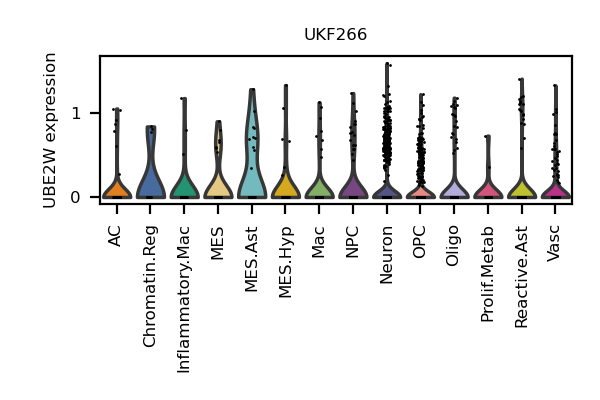 UKF266
UBE2W expression
1
0
AC
Chromatin.Reg
Inflammatory.Mac
MES
MES.Ast
MES.Hyp
Mac
NPC
Neuron
OPC
Oligo
Prolif.Metab
Reactive.Ast
Vasc